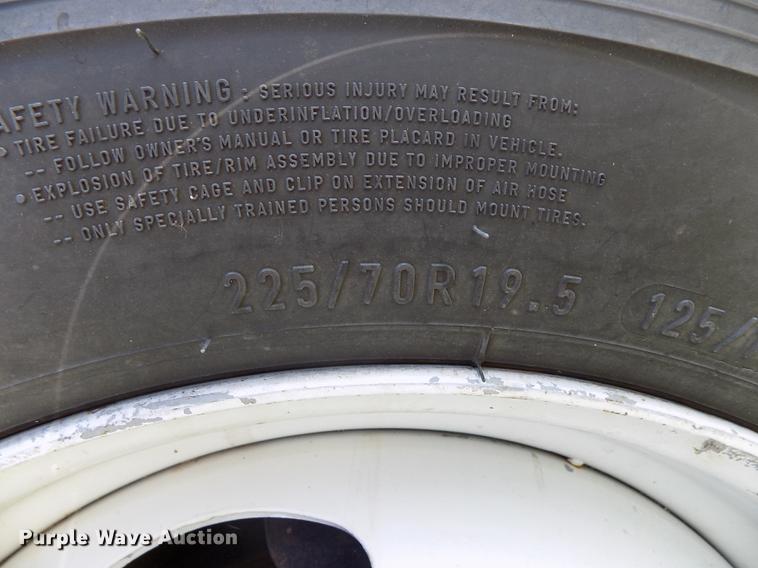 SAFETY WARNING : SERIOUS INJURY MAY RESULT FROM:
• TIRE FAILURE DUE TO UNDERINFLATION/OVERLOADING
-- FOLLOW OWNER'S MANUAL OR TIRE PLACARD IN VEHICLE.
• EXPLOSION OF TIRE/RIM ASSEMBLY DUE TO IMPROPER MOUNTING
-- USE SAFETY CAGE AND CLIP ON EXTENSION OF AIR HOSE
-- ONLY SPECIALLY TRAINED PERSONS SHOULD MOUNT TIRES.
225/70R19.5
125/
Purple Wave Auction